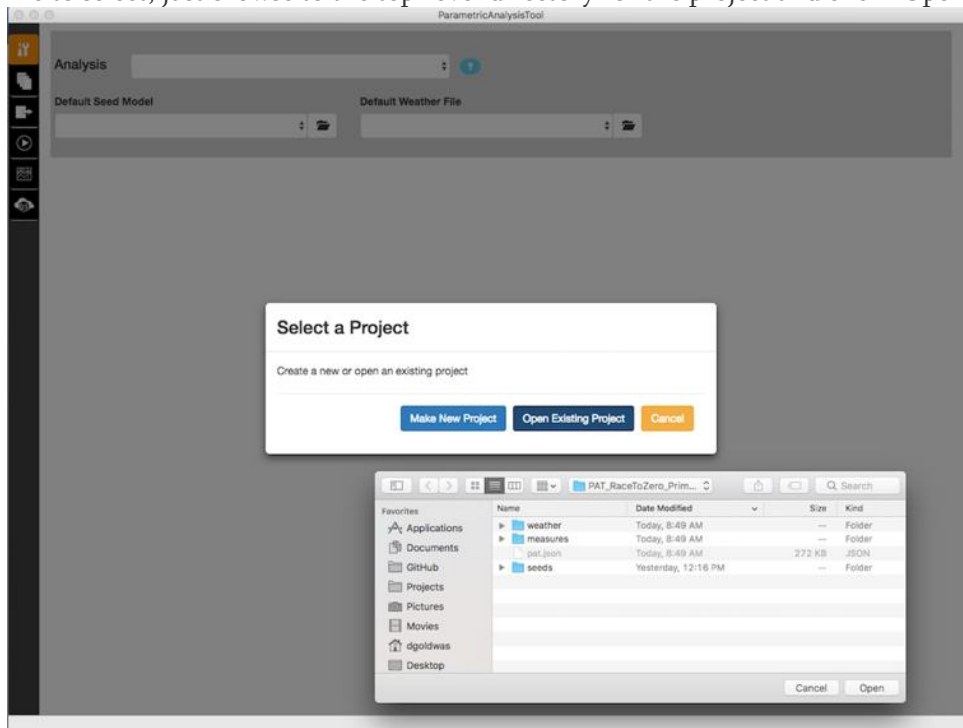 ParametricAnalysisTool
Analysis
?
Default Seed Model Default Weather File
Select a Project
Create a new or open an existing project
Make New Project Open Existing Project Cancel
PAT_RaceToZero_Prim... Search
Favorites Name Date Modified Size Kind
Applications weather Today, 8:49 AM -- Folder
Documents measures Today, 8:49 AM -- Folder
pat.json Today, 8:49 AM 272 KB JSON
GitHub seeds Yesterday, 12:16 PM -- Folder
Projects
Pictures
Movies
dgoldwas
Desktop
Cancel Open